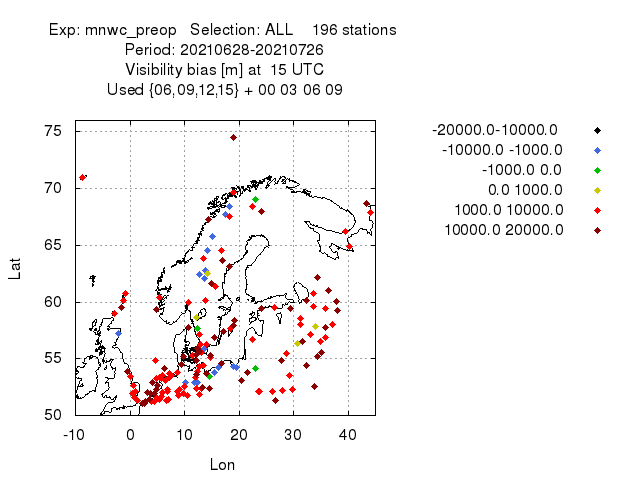 Exp: mnwc_preop Selection: ALL 196 stations
Period: 20210628-20210726
Visibility bias [m] at 15 UTC
Used {06,09,12,15} + 00 03 06 09
-20000.0-10000.0
-10000.0 -1000.0
-1000.0 0.0
0.0 1000.0
1000.0 10000.0
10000.0 20000.0
75
70
65
60
55
50
Lat
-10 0 10 20 30 40
Lon